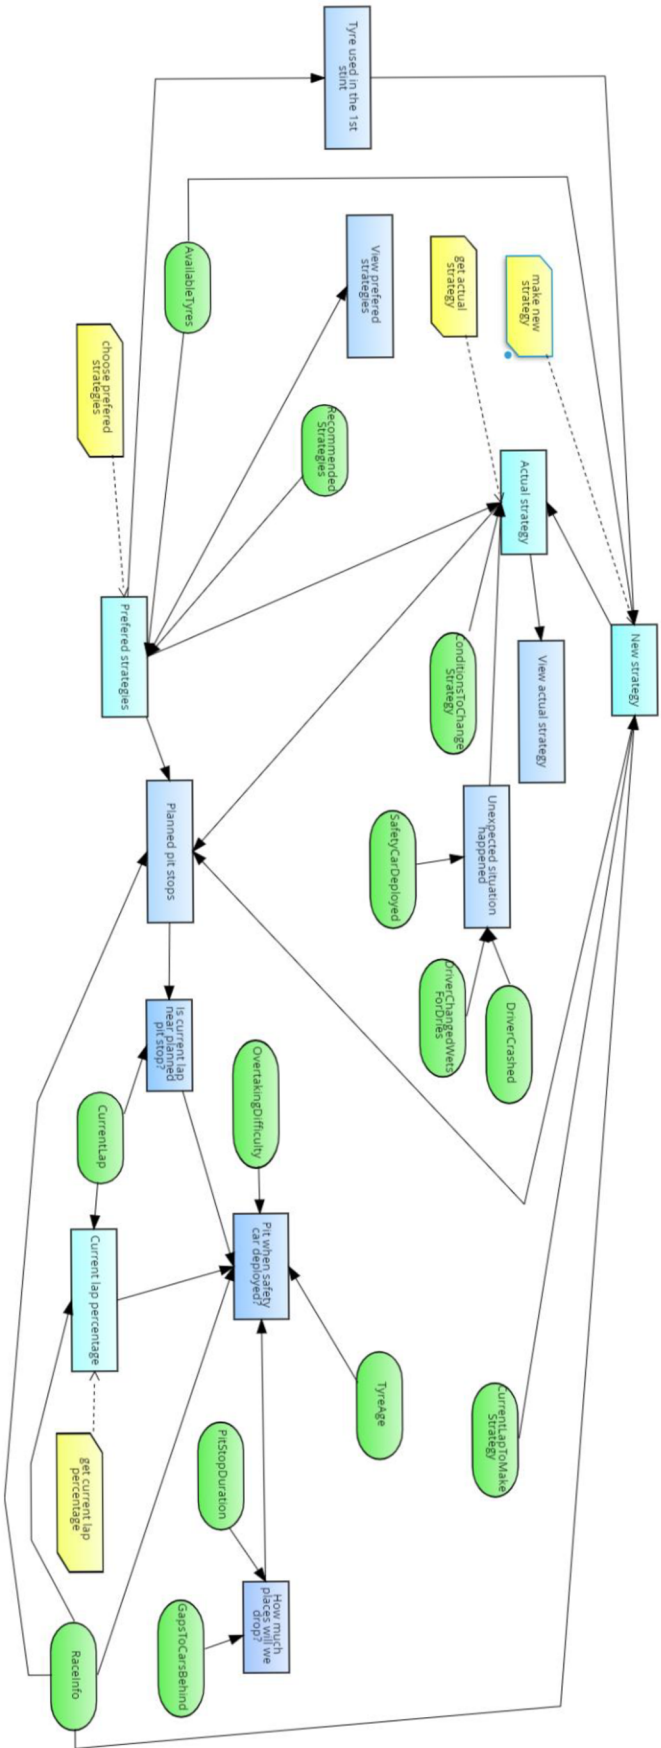 Tyre used in the 1st
stint
New strategy
make new
strategy
get actual
strategy
Actual strategy
View actual strategy
View prefered
strategies
AvailableTyres
Recommended
Strategies
choose prefered
strategies
Prefered strategies
ConditionsToChange
Strategy
Unexpected situation
happened
SafetyCarDeployed
DriverChangedWets
ForDries
DriverCrashed
Planned pit stops
Is current lap
near planned
pit stop?
CurrentLap
OvertakingDifficulty
Pit when safety
car deployed?
Current lap percentage
get current lap
percentage
TyreAge
CurrentLapToMake
Strategy
PitStopDuration
How much
places will we
drop?
GapsToCarsBehind
RaceInfo